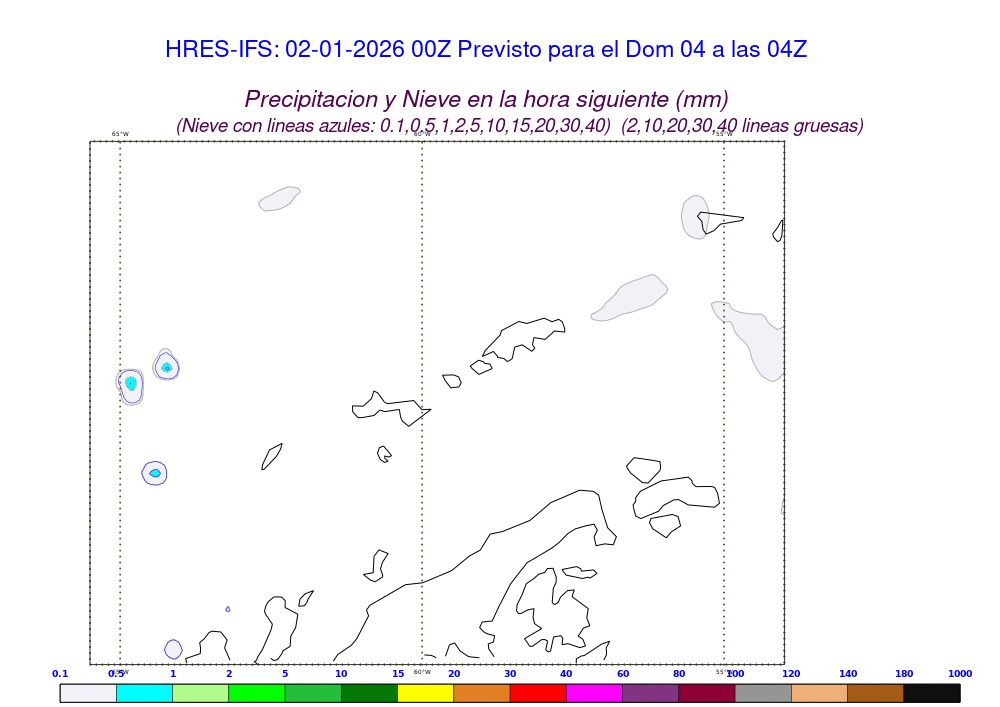 HRES-IFS: 02-01-2026 00Z Previsto para el Dom 04 a las 04Z
Precipitacion y Nieve en la hora siguiente (mm)
(Nieve con lineas azules: 0.1,0.5,1,2,5,10,15,20,30,40)  (2,10,20,30,40 lineas gruesas)
65°W 60°W 55°W
65°W 60°W 55°W
0.1 0.5 1 2 5 10 15 20 30 40 60 80 100 120 140 180 1000